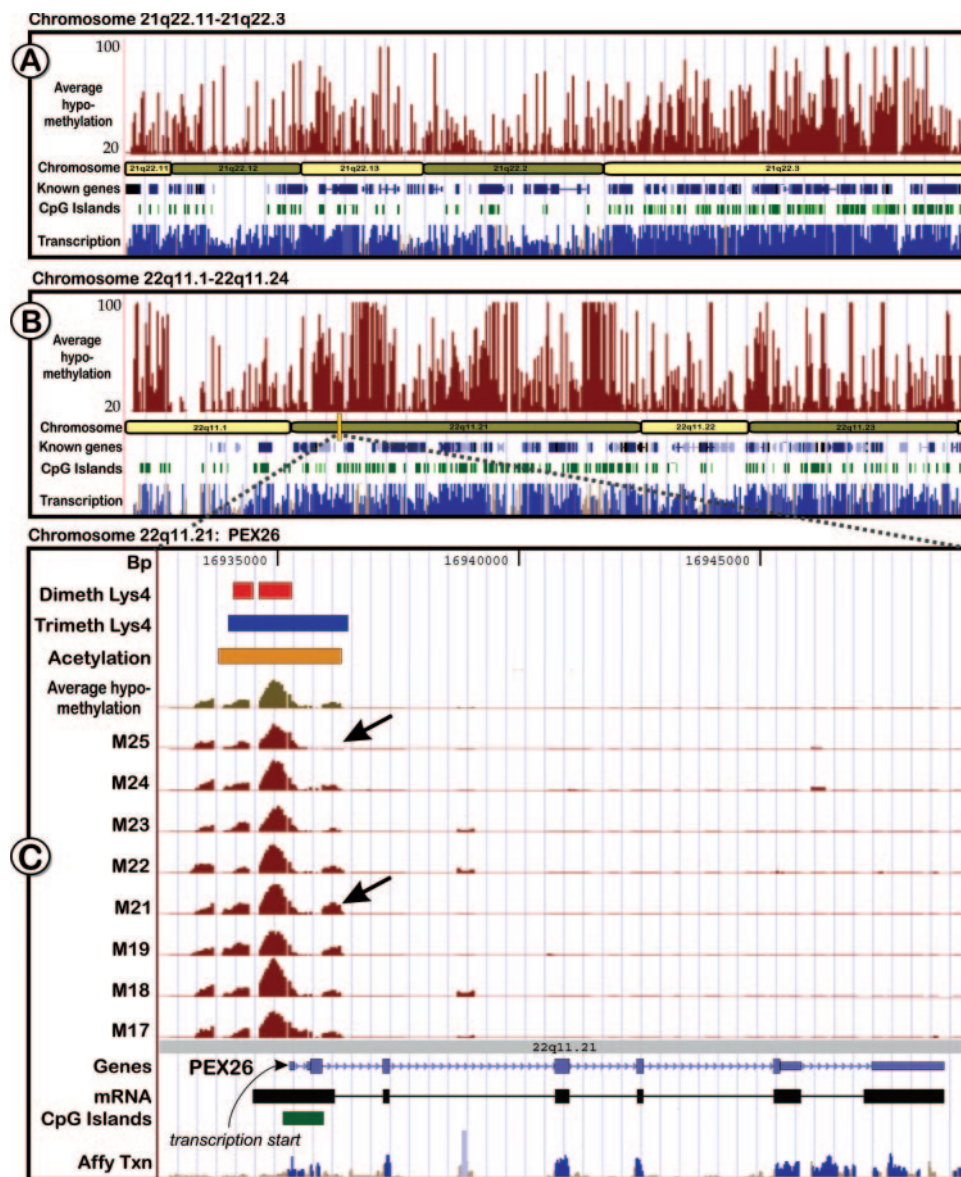 Chromosome 21q22.11-21q22.3
A
100
Average
hypo-
methylation
20
Chromosome
21q22.11
21q22.12
21q22.13
21q22.2
21q22.3
Known genes
CpG Islands
Transcription
Chromosome 22q11.1-22q11.24
B
100
Average
hypo-
methylation
20
Chromosome
22q11.1
22q11.21
22q11.22
22q11.23
Known genes
CpG Islands
Transcription
Chromosome 22q11.21: PEX26
C
Bp
16935000
16940000
16945000
Dimeth Lys4
Trimeth Lys4
Acetylation
Average hypo-
methylation
M25
M24
M23
M22
M21
M19
M18
M17
22q11.21
Genes
PEX26
mRNA
CpG Islands
transcription start
Affy Txn